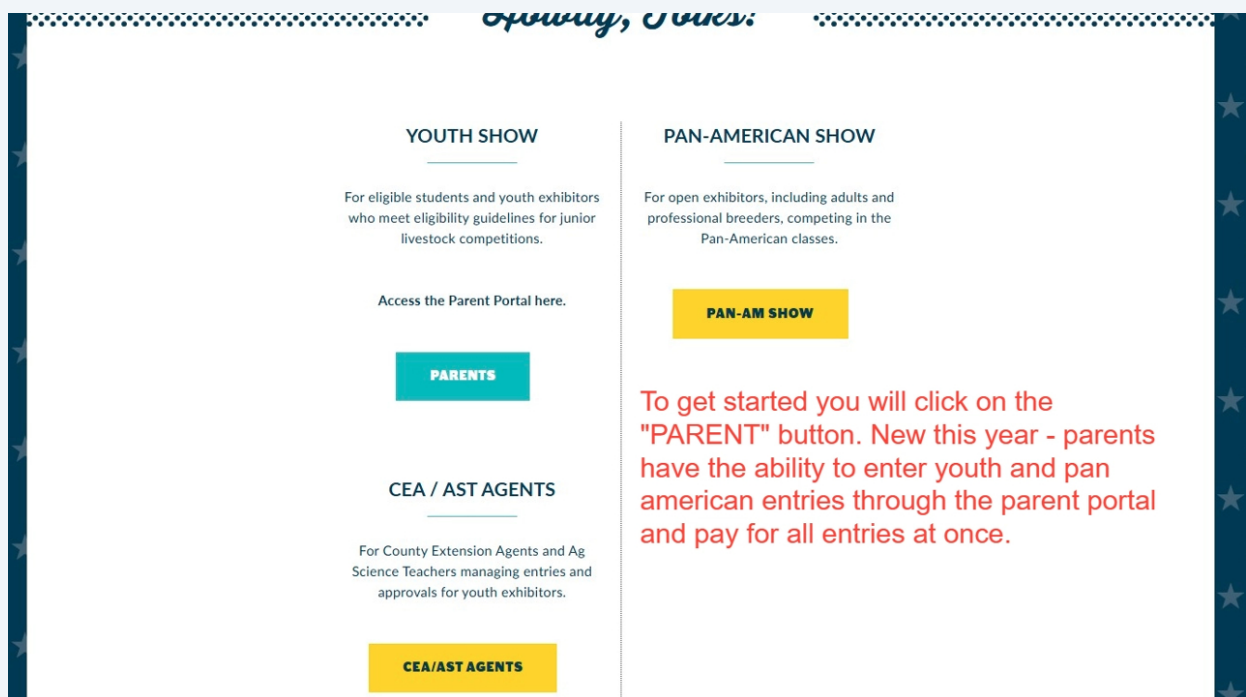 Howdy, Folks!
YOUTH SHOW
For eligible students and youth exhibitors
who meet eligibility guidelines for junior
livestock competitions.
Access the Parent Portal here.
PARENTS
CEA / AST AGENTS
For County Extension Agents and Ag
Science Teachers managing entries and
approvals for youth exhibitors.
CEA/AST AGENTS
PAN-AMERICAN SHOW
For open exhibitors, including adults and
professional breeders, competing in the
Pan-American classes.
PAN-AM SHOW
To get started you will click on the
"PARENT" button. New this year - parents
have the ability to enter youth and pan
american entries through the parent portal
and pay for all entries at once.